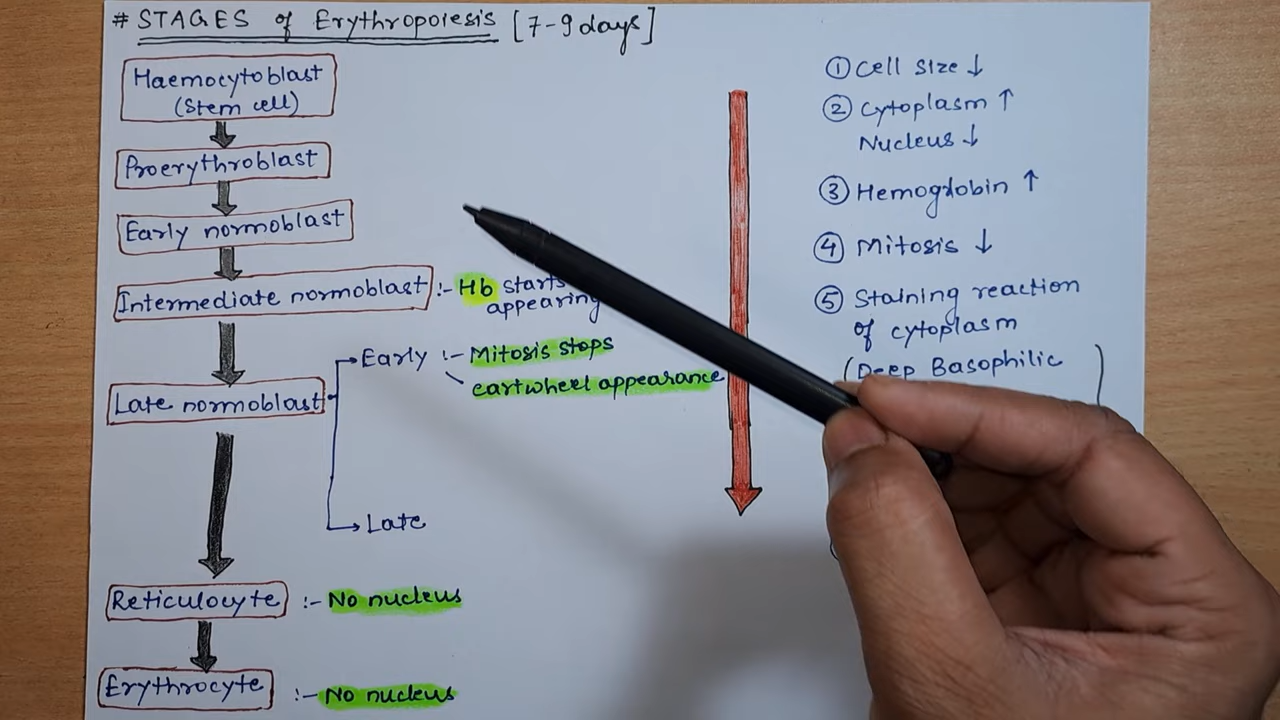 # STAGES of Erythropoiesis [7-9 days]
Haemocytoblast
(Stem cell)
Proerythroblast
Early normoblast
Intermediate normoblast :- Hb starts
appearing
Late normoblast
Early :- Mitosis stops
cartwheel appearance
Late
Reticulocyte :- No nucleus
Erythrocyte :- No nucleus
① Cell size ↓
② Cytoplasm ↑
Nucleus ↓
③ Hemoglobin ↑
④ Mitosis ↓
⑤ Staining reaction
of cytoplasm
(Deep Basophilic